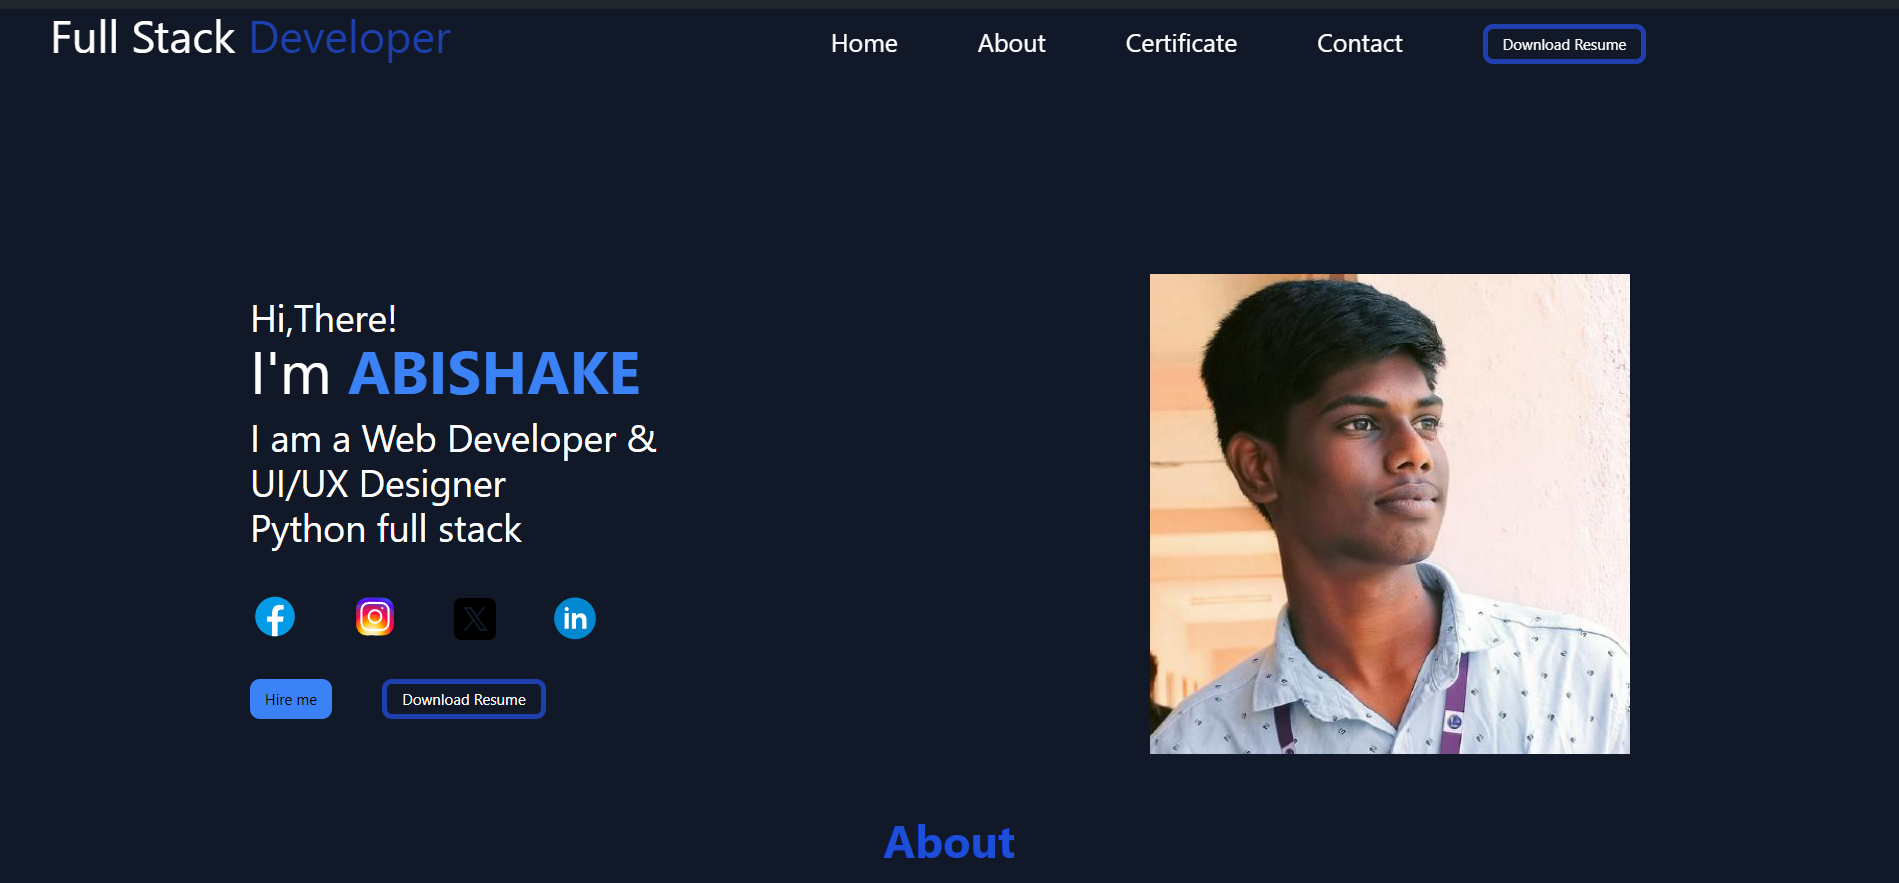 Full Stack Developer
Home
About
Certificate
Contact
Download Resume
Hi,There!
I'm ABISHAKE
I am a Web Developer &
UI/UX Designer
Python full stack
Hire me
Download Resume
About